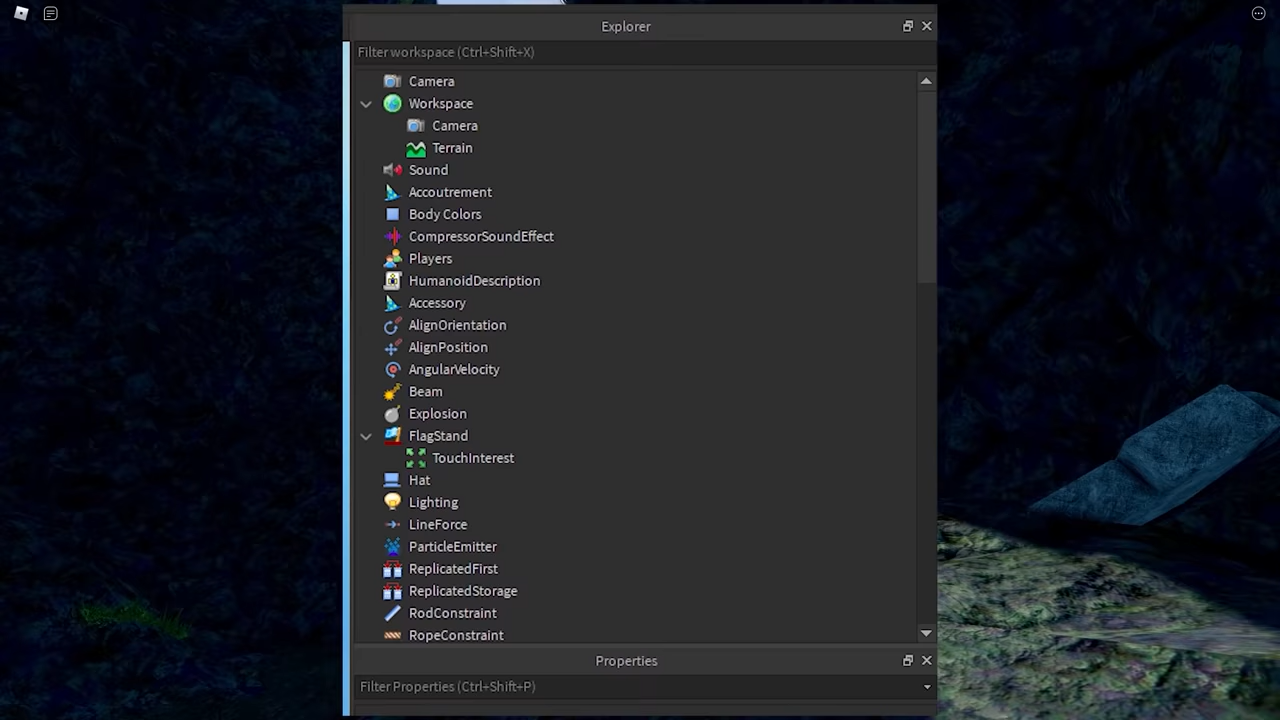 Explorer
Filter workspace (Ctrl+Shift+X)
Camera
Workspace
Camera
Terrain
Sound
Accoutrement
Body Colors
CompressorSoundEffect
Players
HumanoidDescription
Accessory
AlignOrientation
AlignPosition
AngularVelocity
Beam
Explosion
FlagStand
TouchInterest
Hat
Lighting
LineForce
ParticleEmitter
ReplicatedFirst
ReplicatedStorage
RodConstraint
RopeConstraint
Properties
Filter Properties (Ctrl+Shift+P)